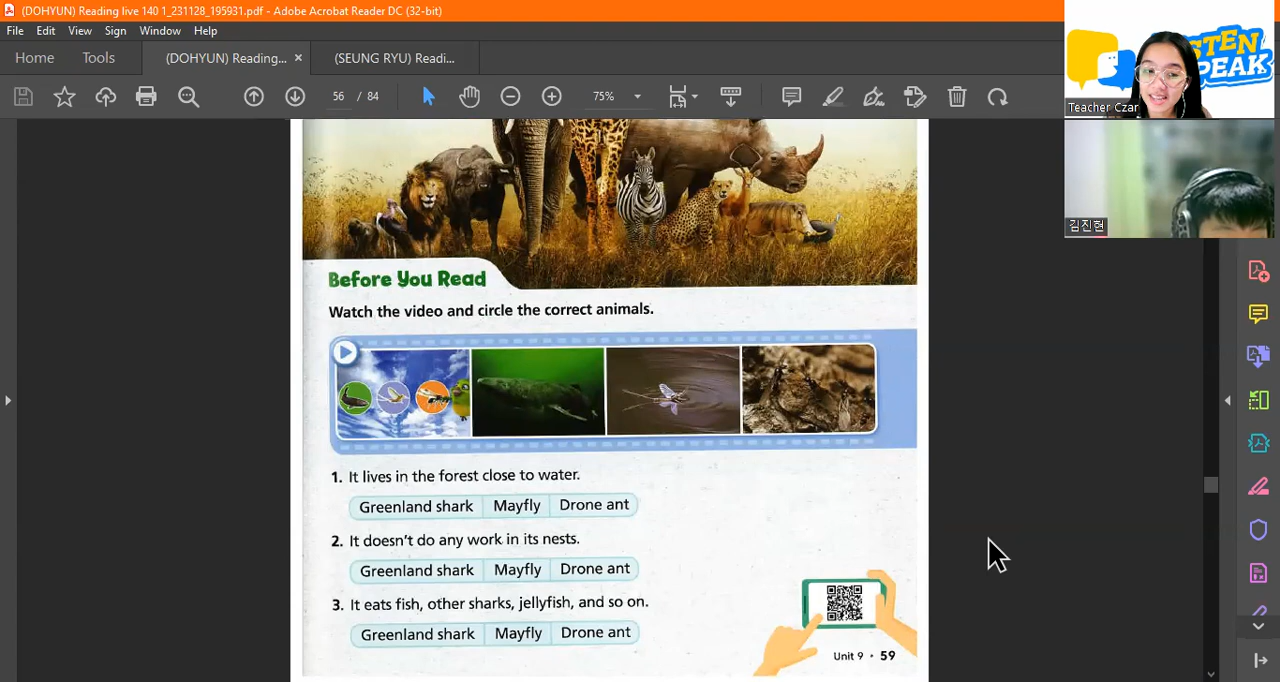 (DOHYUN) Reading live 140 1_231128_195931.pdf - Adobe Acrobat Reader DC (32-bit)
File Edit View Sign Window Help
Home Tools (DOHYUN) Reading... × (SEUNG RYU) Readi...
56 / 84 75%
STEN
PEAK
Teacher Czar
김진현
Before You Read
Watch the video and circle the correct animals.
1. It lives in the forest close to water.
Greenland shark Mayfly Drone ant
2. It doesn't do any work in its nests.
Greenland shark Mayfly Drone ant
3. It eats fish, other sharks, jellyfish, and so on.
Greenland shark Mayfly Drone ant
Unit 9 • 59